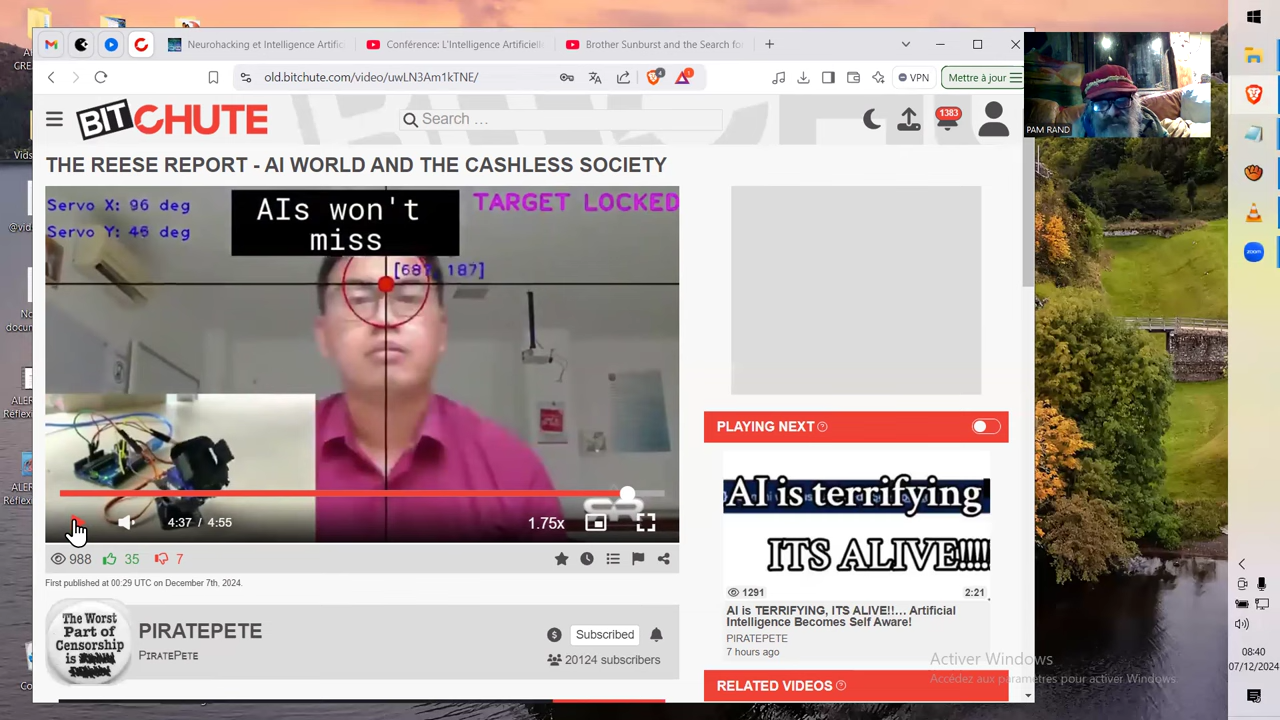 Neurohacking et Intelligence Artific
Conférence: L'Intelligence Artificiell
Brother Sunburst and the Search for
old.bitchute.com/video/uwLN3Am1kTNE/
4
1
VPN
Mettre à jour
BITCHUTE
Search …
1383
PAM RAND
THE REESE REPORT - AI WORLD AND THE CASHLESS SOCIETY
Servo X: 96 deg
Servo Y: 46 deg
AIs won't
miss
TARGET LOCKED
4:37 / 4:55
1.75x
988
35
7
First published at 00:29 UTC on December 7th, 2024.
The Worst
Part of
Censorship
is
PIRATEPETE
PiratePete
Subscribed
20124 subscribers
PLAYING NEXT
AI is terrifying
ITS ALIVE!!!!
1291
2:21
AI is TERRIFYING, ITS ALIVE!!… Artificial
Intelligence Becomes Self Aware!
PIRATEPETE
7 hours ago
RELATED VIDEOS
Activer Windows
Accédez aux paramètres pour activer Windows.
zoom
08:40
07/12/2024